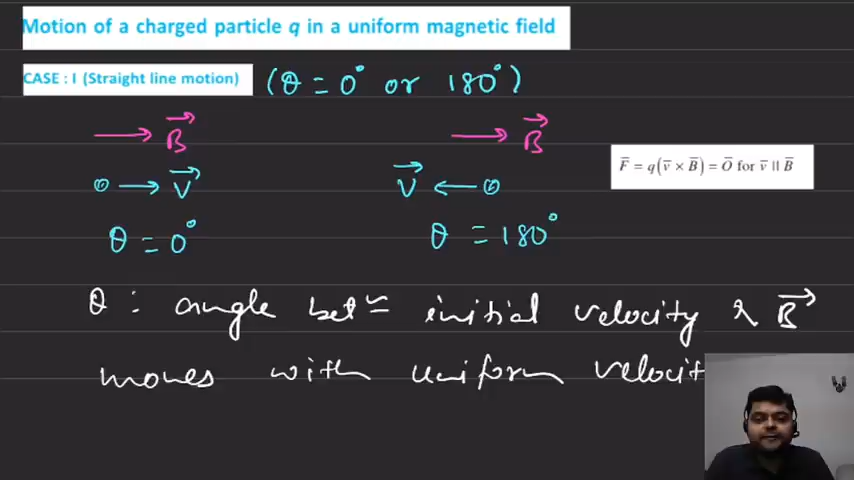 Motion of a charged particle q in a uniform magnetic field
CASE : I (Straight line motion) (θ = 0° or 180°)
→ B⃗ → B⃗
F̅ = q(v̅ × B̅) = O̅ for v̅ || B̅
⊕ → V⃗ V⃗ ← ⊕
θ = 0° θ = 180°
θ : angle betⁿ initial velocity & B⃗
moves with uniform velocit